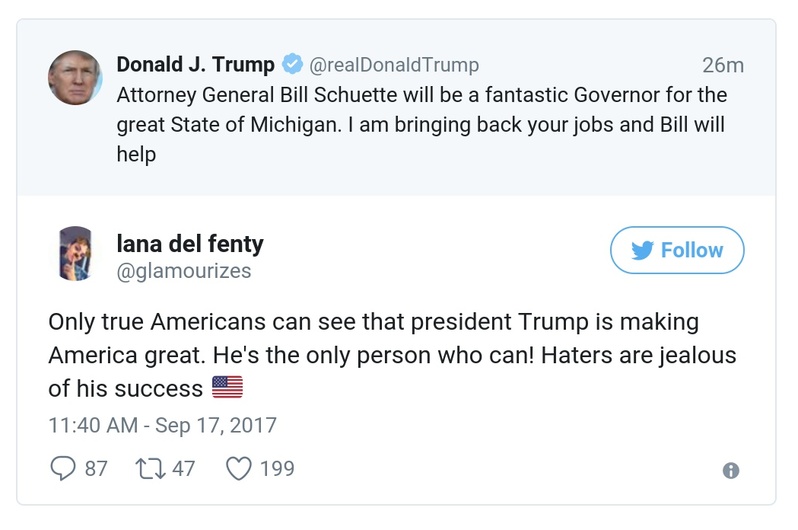 Donald J. Trump @realDonaldTrump 26m
Attorney General Bill Schuette will be a fantastic Governor for the
great State of Michigan. I am bringing back your jobs and Bill will
help
lana del fenty
@glamourizes
Follow
Only true Americans can see that president Trump is making
America great. He's the only person who can! Haters are jealous
of his success 🇺🇸
11:40 AM - Sep 17, 2017
87 47 199